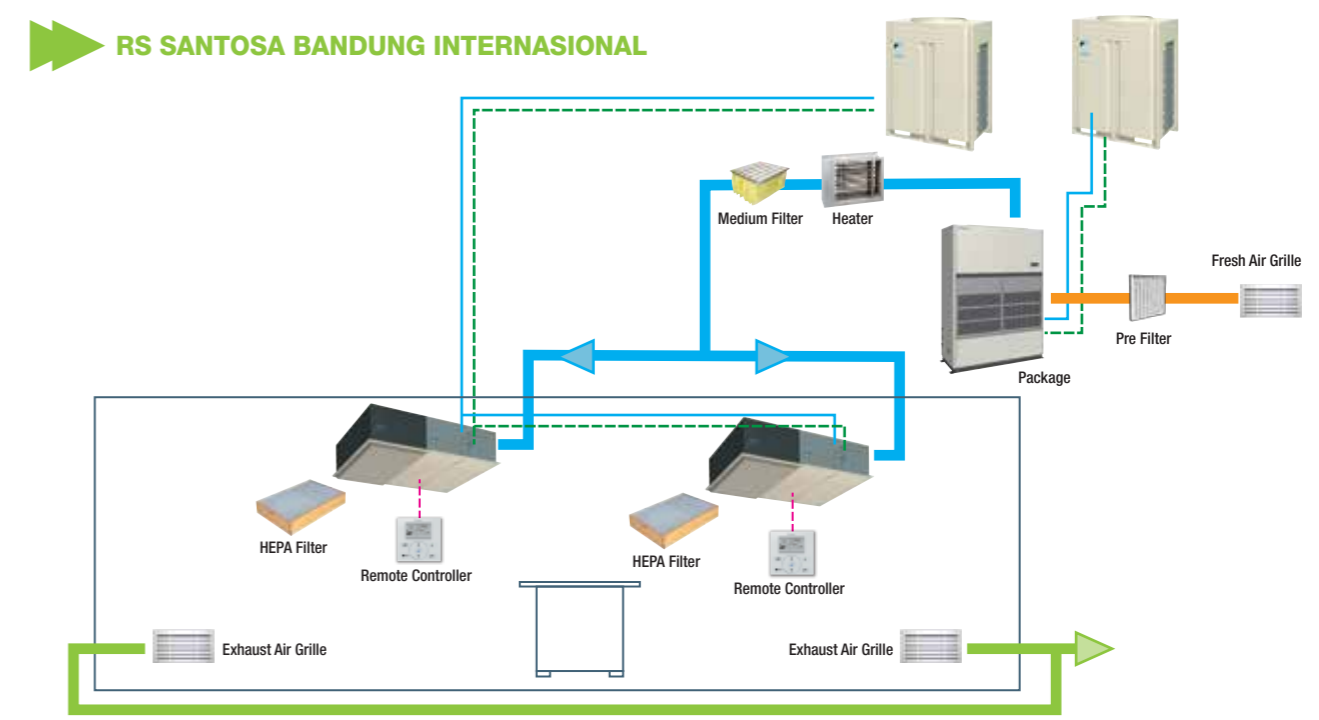 RS SANTOSA BANDUNG INTERNASIONAL
Medium Filter
Heater
Fresh Air Grille
Pre Filter
Package
HEPA Filter
Remote Controller
HEPA Filter
Remote Controller
Exhaust Air Grille
Exhaust Air Grille